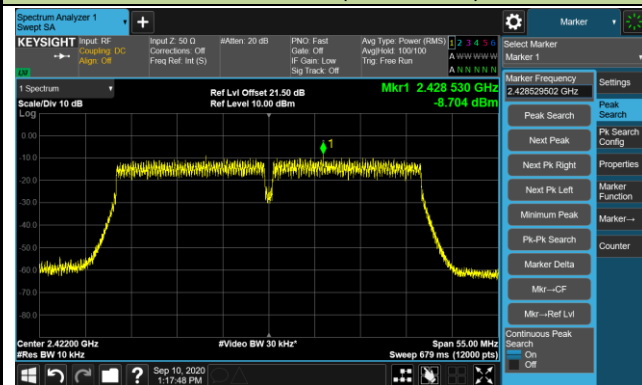 Spectrum Analyzer 1
Swept SA
Marker
KEYSIGHT
Input: RF
Coupling: DC
Align: Off
Input Z: 50 Ω
Corrections: Off
Freq Ref: Int (S)
#Atten: 20 dB
PNO: Fast
Gate: Off
IF Gain: Low
Sig Track: Off
Avg Type: Power (RMS)
Avg|Hold: 100/100
Trig: Free Run
1 2 3 4 5 6
A W W W W W
A N N N N N
LXI
Select Marker
Marker 1
1 Spectrum
Scale/Div 10 dB
Log
Ref Lvl Offset 21.50 dB
Ref Level 10.00 dBm
Mkr1 2.428 530 GHz
-8.704 dBm
Marker Frequency
2.428529502 GHz
Settings
Peak Search
Peak
Search
Next Peak
Pk Search
Config
Next Pk Right
Properties
Next Pk Left
Marker
Function
Minimum Peak
Marker→
Pk-Pk Search
Counter
Marker Delta
Mkr→CF
Mkr→Ref Lvl
Continuous Peak
Search
On
Off
0.00
-10.0
-20.0
-30.0
-40.0
-50.0
-60.0
-70.0
-80.0
1
Center 2.42200 GHz
#Res BW 10 kHz
#Video BW 30 kHz*
Span 55.00 MHz
Sweep 679 ms (12000 pts)
Sep 10, 2020
1:17:48 PM